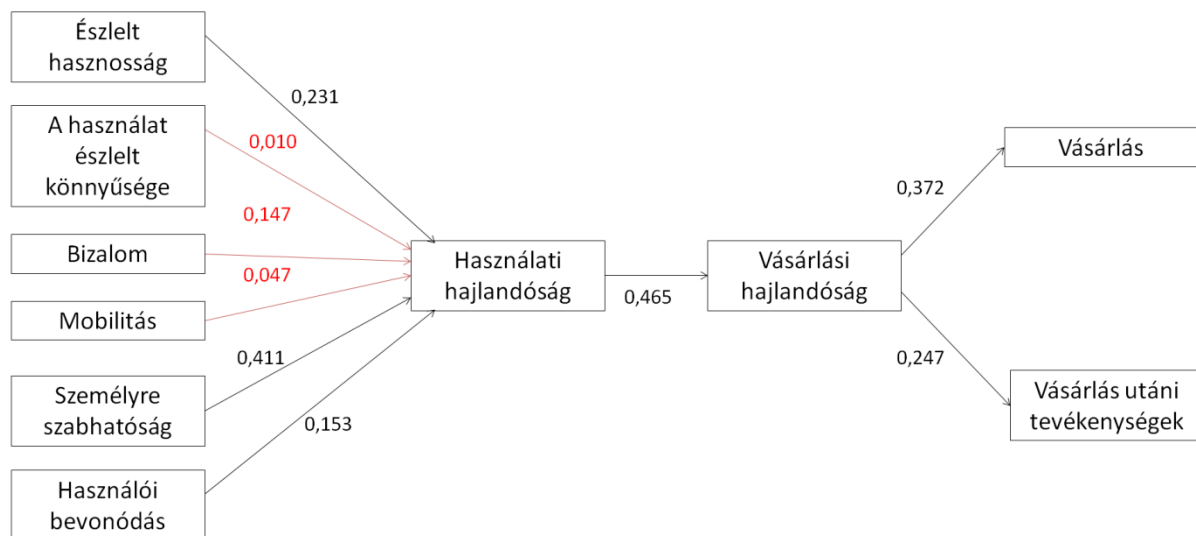 Észlelt
hasznosság
0,231
A használat
észlelt
könnyűsége
0,010
0,147
Bizalom
0,047
Mobilitás
0,411
Személyre
szabhatóság
0,153
Használói
bevonódás
Használati
hajlandóság
0,465
Vásárlási
hajlandóság
0,372
Vásárlás
0,247
Vásárlás utáni
tevékenységek